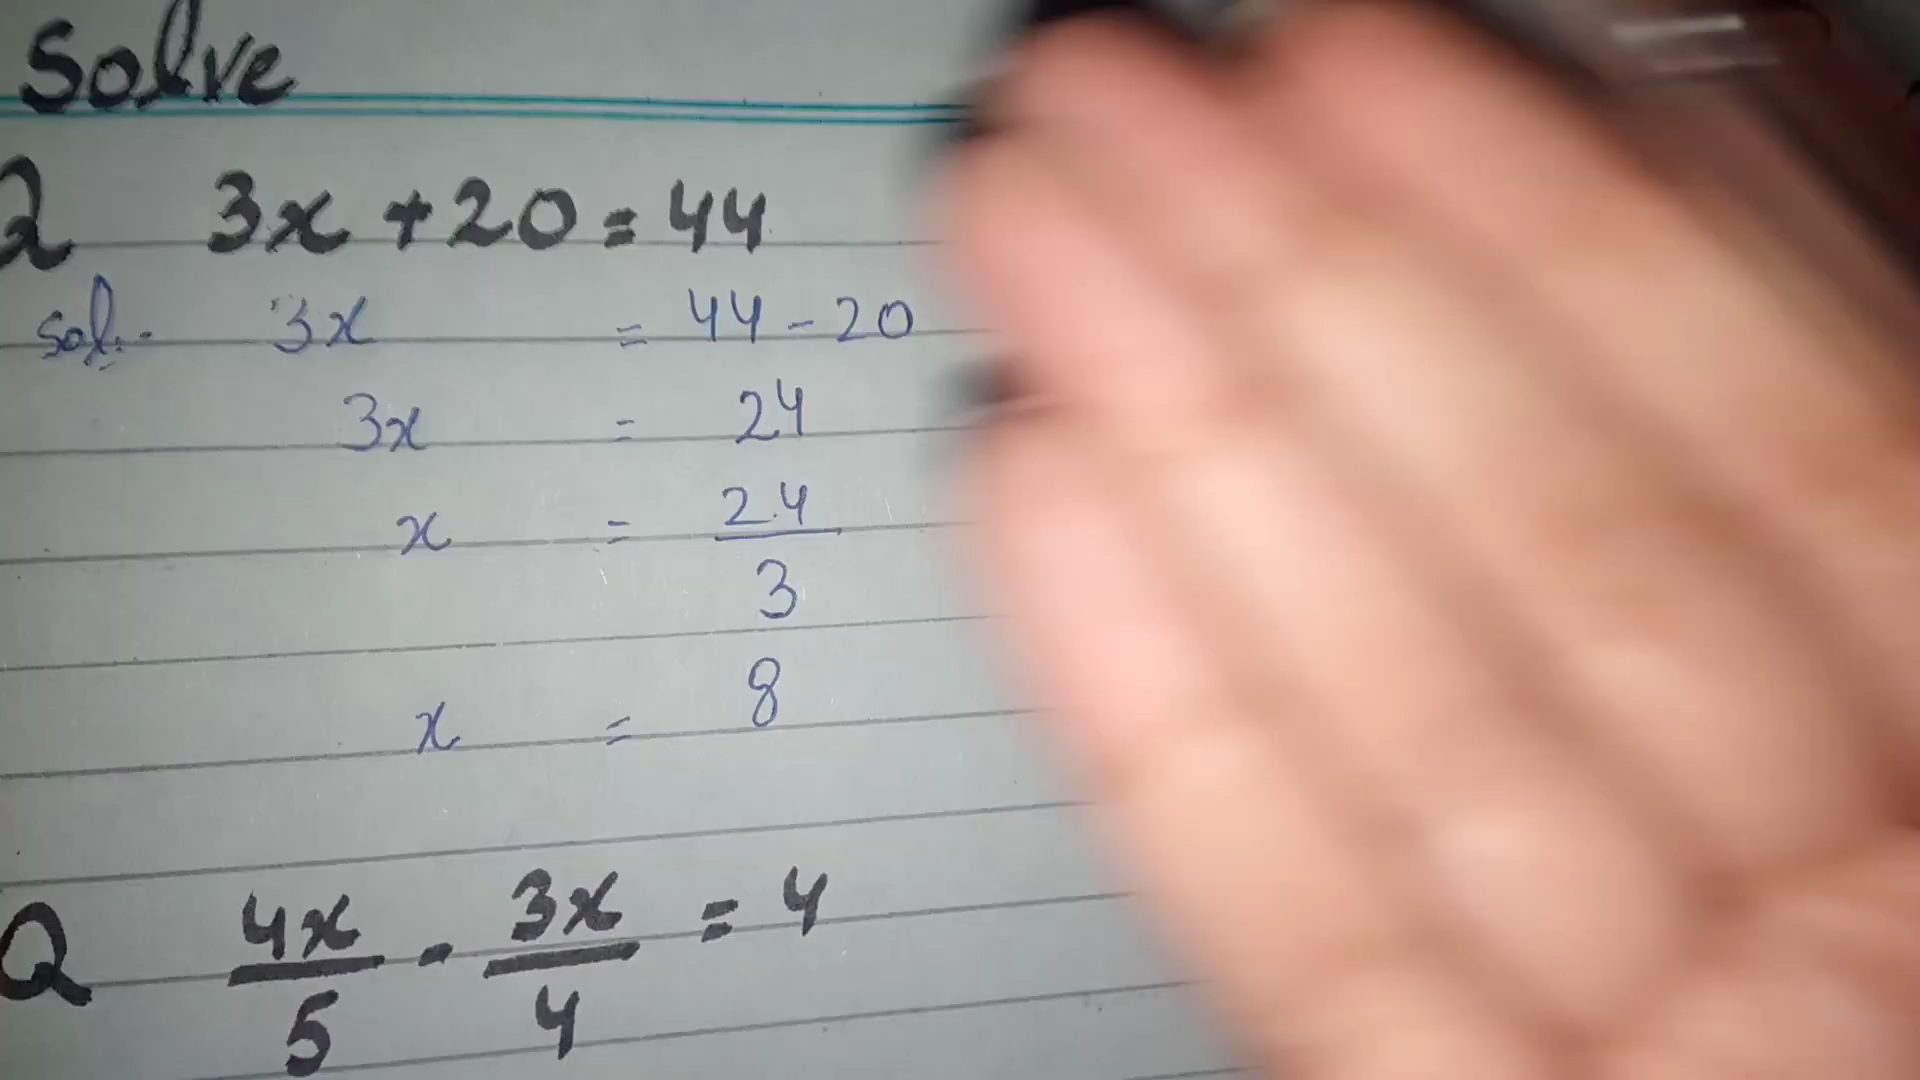 Solve
Q 3x + 20 = 44
Sol:- 3x = 44 - 20
3x = 24
x = 24/3
x = 8
Q 4x/5 - 3x/4 = 4